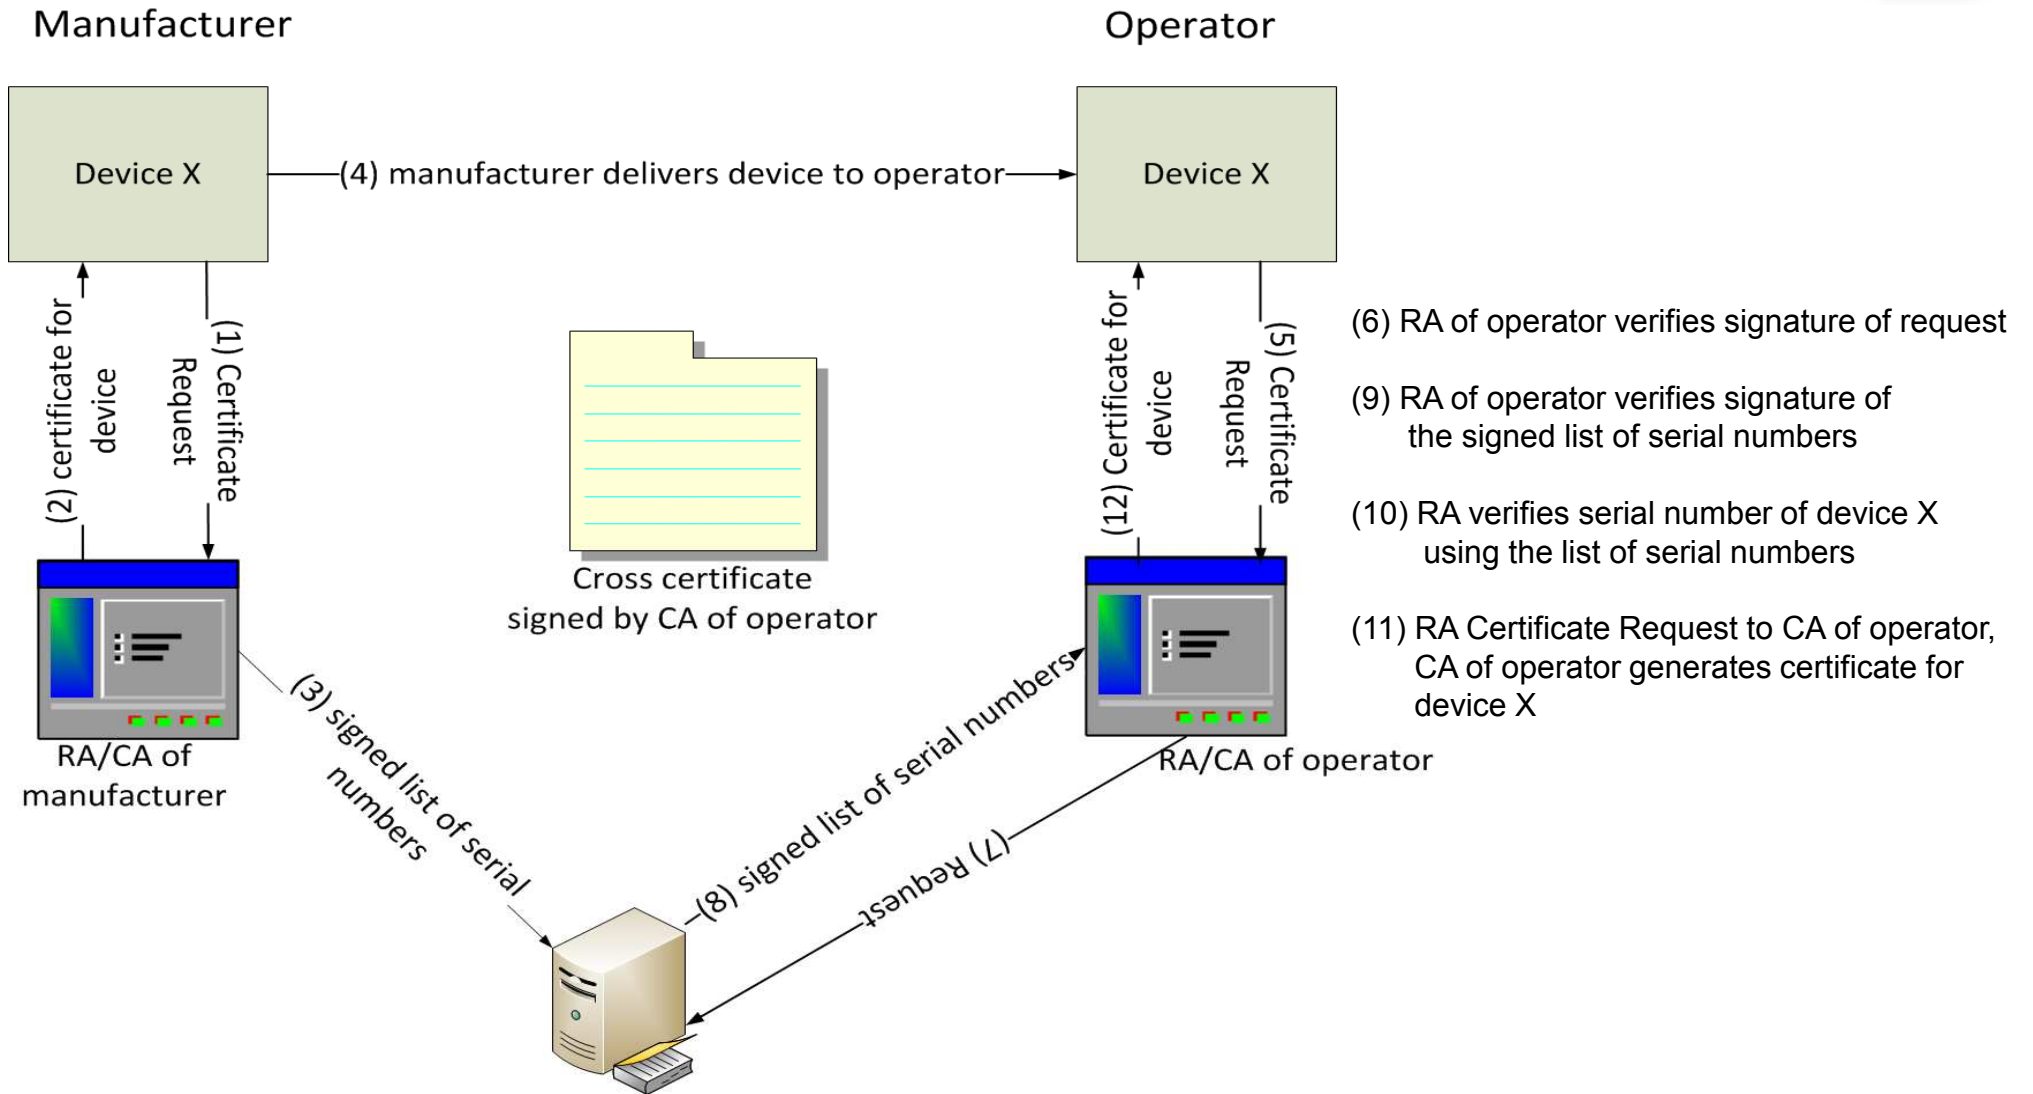 Manufacturer
Operator
Device X
(4) manufacturer delivers device to operator
Device X
(2) certificate for
device
(1) Certificate
Request
(12) Certificate for
device
(5) Certificate
Request
(6) RA of operator verifies signature of request
(9) RA of operator verifies signature of
the signed list of serial numbers
(10) RA verifies serial number of device X
using the list of serial numbers
(11) RA Certificate Request to CA of operator,
CA of operator generates certificate for
device X
Cross certificate
signed by CA of operator
RA/CA of
manufacturer
RA/CA of operator
(3) signed list of serial
numbers
(8) signed list of serial numbers
(7) Request